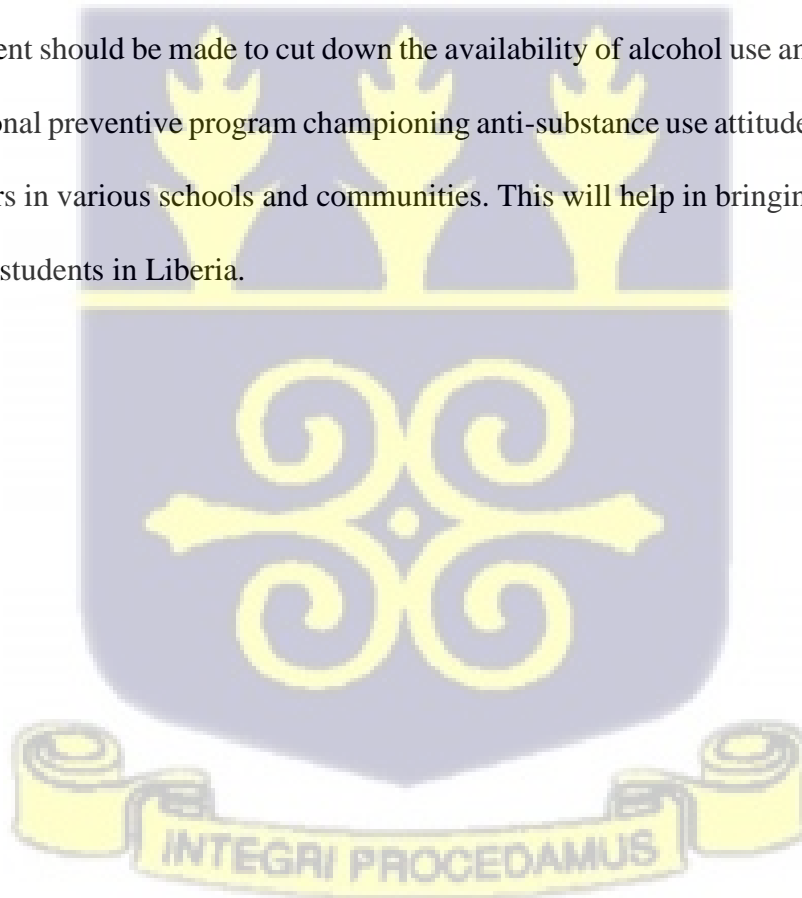 ent should be made to cut down the availability of alcohol use an
onal preventive program championing anti-substance use attitude
rs in various schools and communities. This will help in bringin
students in Liberia.
INTEGRI PROCEDAMUS